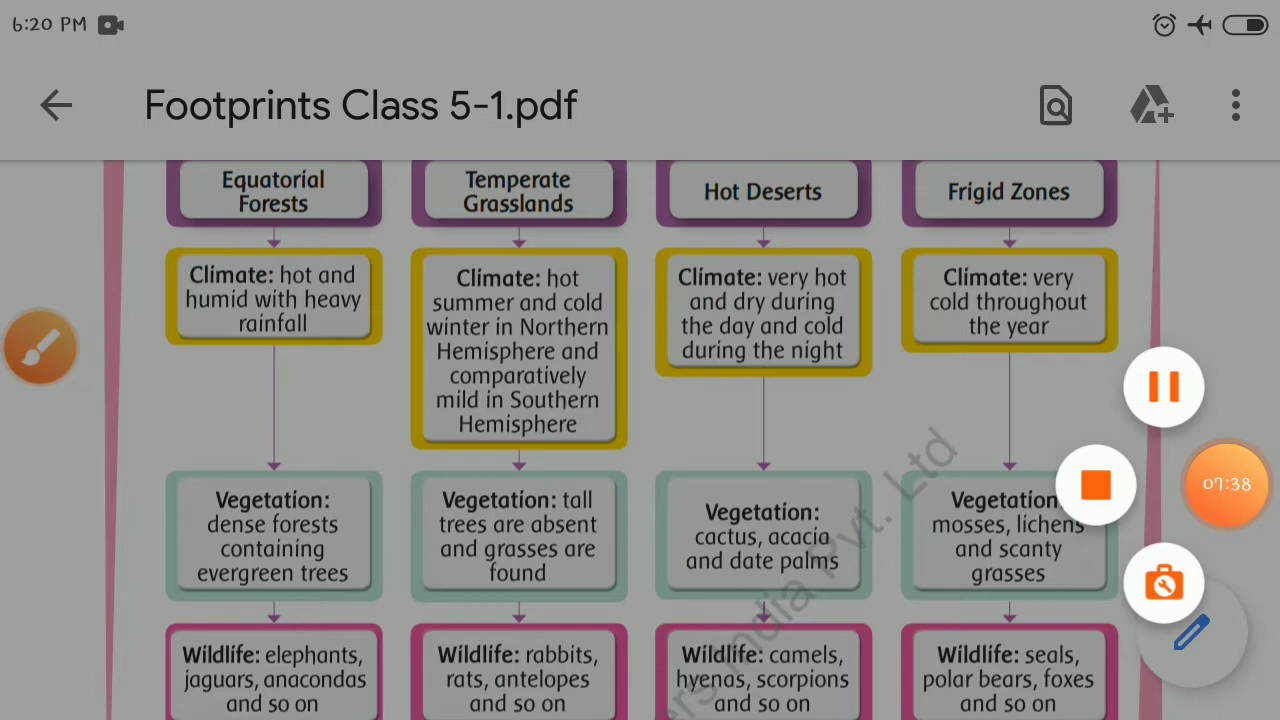 6:20 PM
Footprints Class 5-1.pdf
Equatorial
Forests
Temperate
Grasslands
Hot Deserts
Frigid Zones
Climate: hot and
humid with heavy
rainfall
Climate: hot
summer and cold
winter in Northern
Hemisphere and
comparatively
mild in Southern
Hemisphere
Climate: very hot
and dry during
the day and cold
during the night
Climate: very
cold throughout
the year
Vegetation:
dense forests
containing
evergreen trees
Vegetation: tall
trees are absent
and grasses are
found
Vegetation:
cactus, acacia
and date palms
Vegetation
mosses, lichens
and scanty
grasses
Wildlife: elephants,
jaguars, anacondas
and so on
Wildlife: rabbits,
rats, antelopes
and so on
Wildlife: camels,
hyenas, scorpions
and so on
Wildlife: seals,
polar bears, foxes
and so on
07:38
ers India Pvt. Ltd